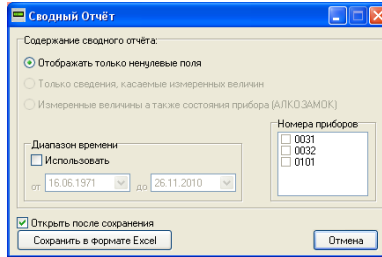 Сводный Отчёт
Содержание сводного отчёта:
Отображать только ненулевые поля
Только сведения, касаемые измеренных величин
Измеренные величины а также состояния прибора (АЛКОЗАМОК)
Номера приборов
0031
0032
0101
Диапазон времени
Использовать
от 16.06.1971 до 26.11.2010
Открыть после сохранения
Сохранить в формате Excel
Отмена